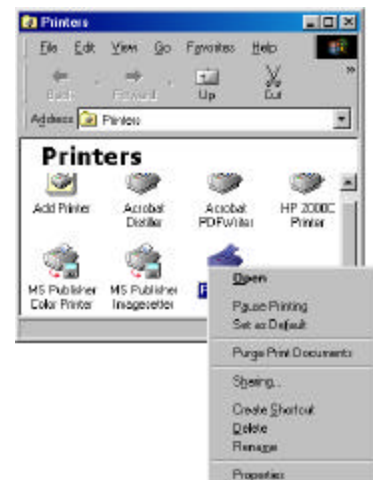 Printers
File Edit View Go Favorites Help
Back Forward Up Cut »
Address Printers
Printers
Add Printer Acrobat Distiller Acrobat PDFWriter HP 2000C Printer
MS Publisher Color Printer MS Publisher Imagesetter
Open
Pause Printing
Set as Default
Purge Print Documents
Sharing...
Create Shortcut
Delete
Rename
Properties